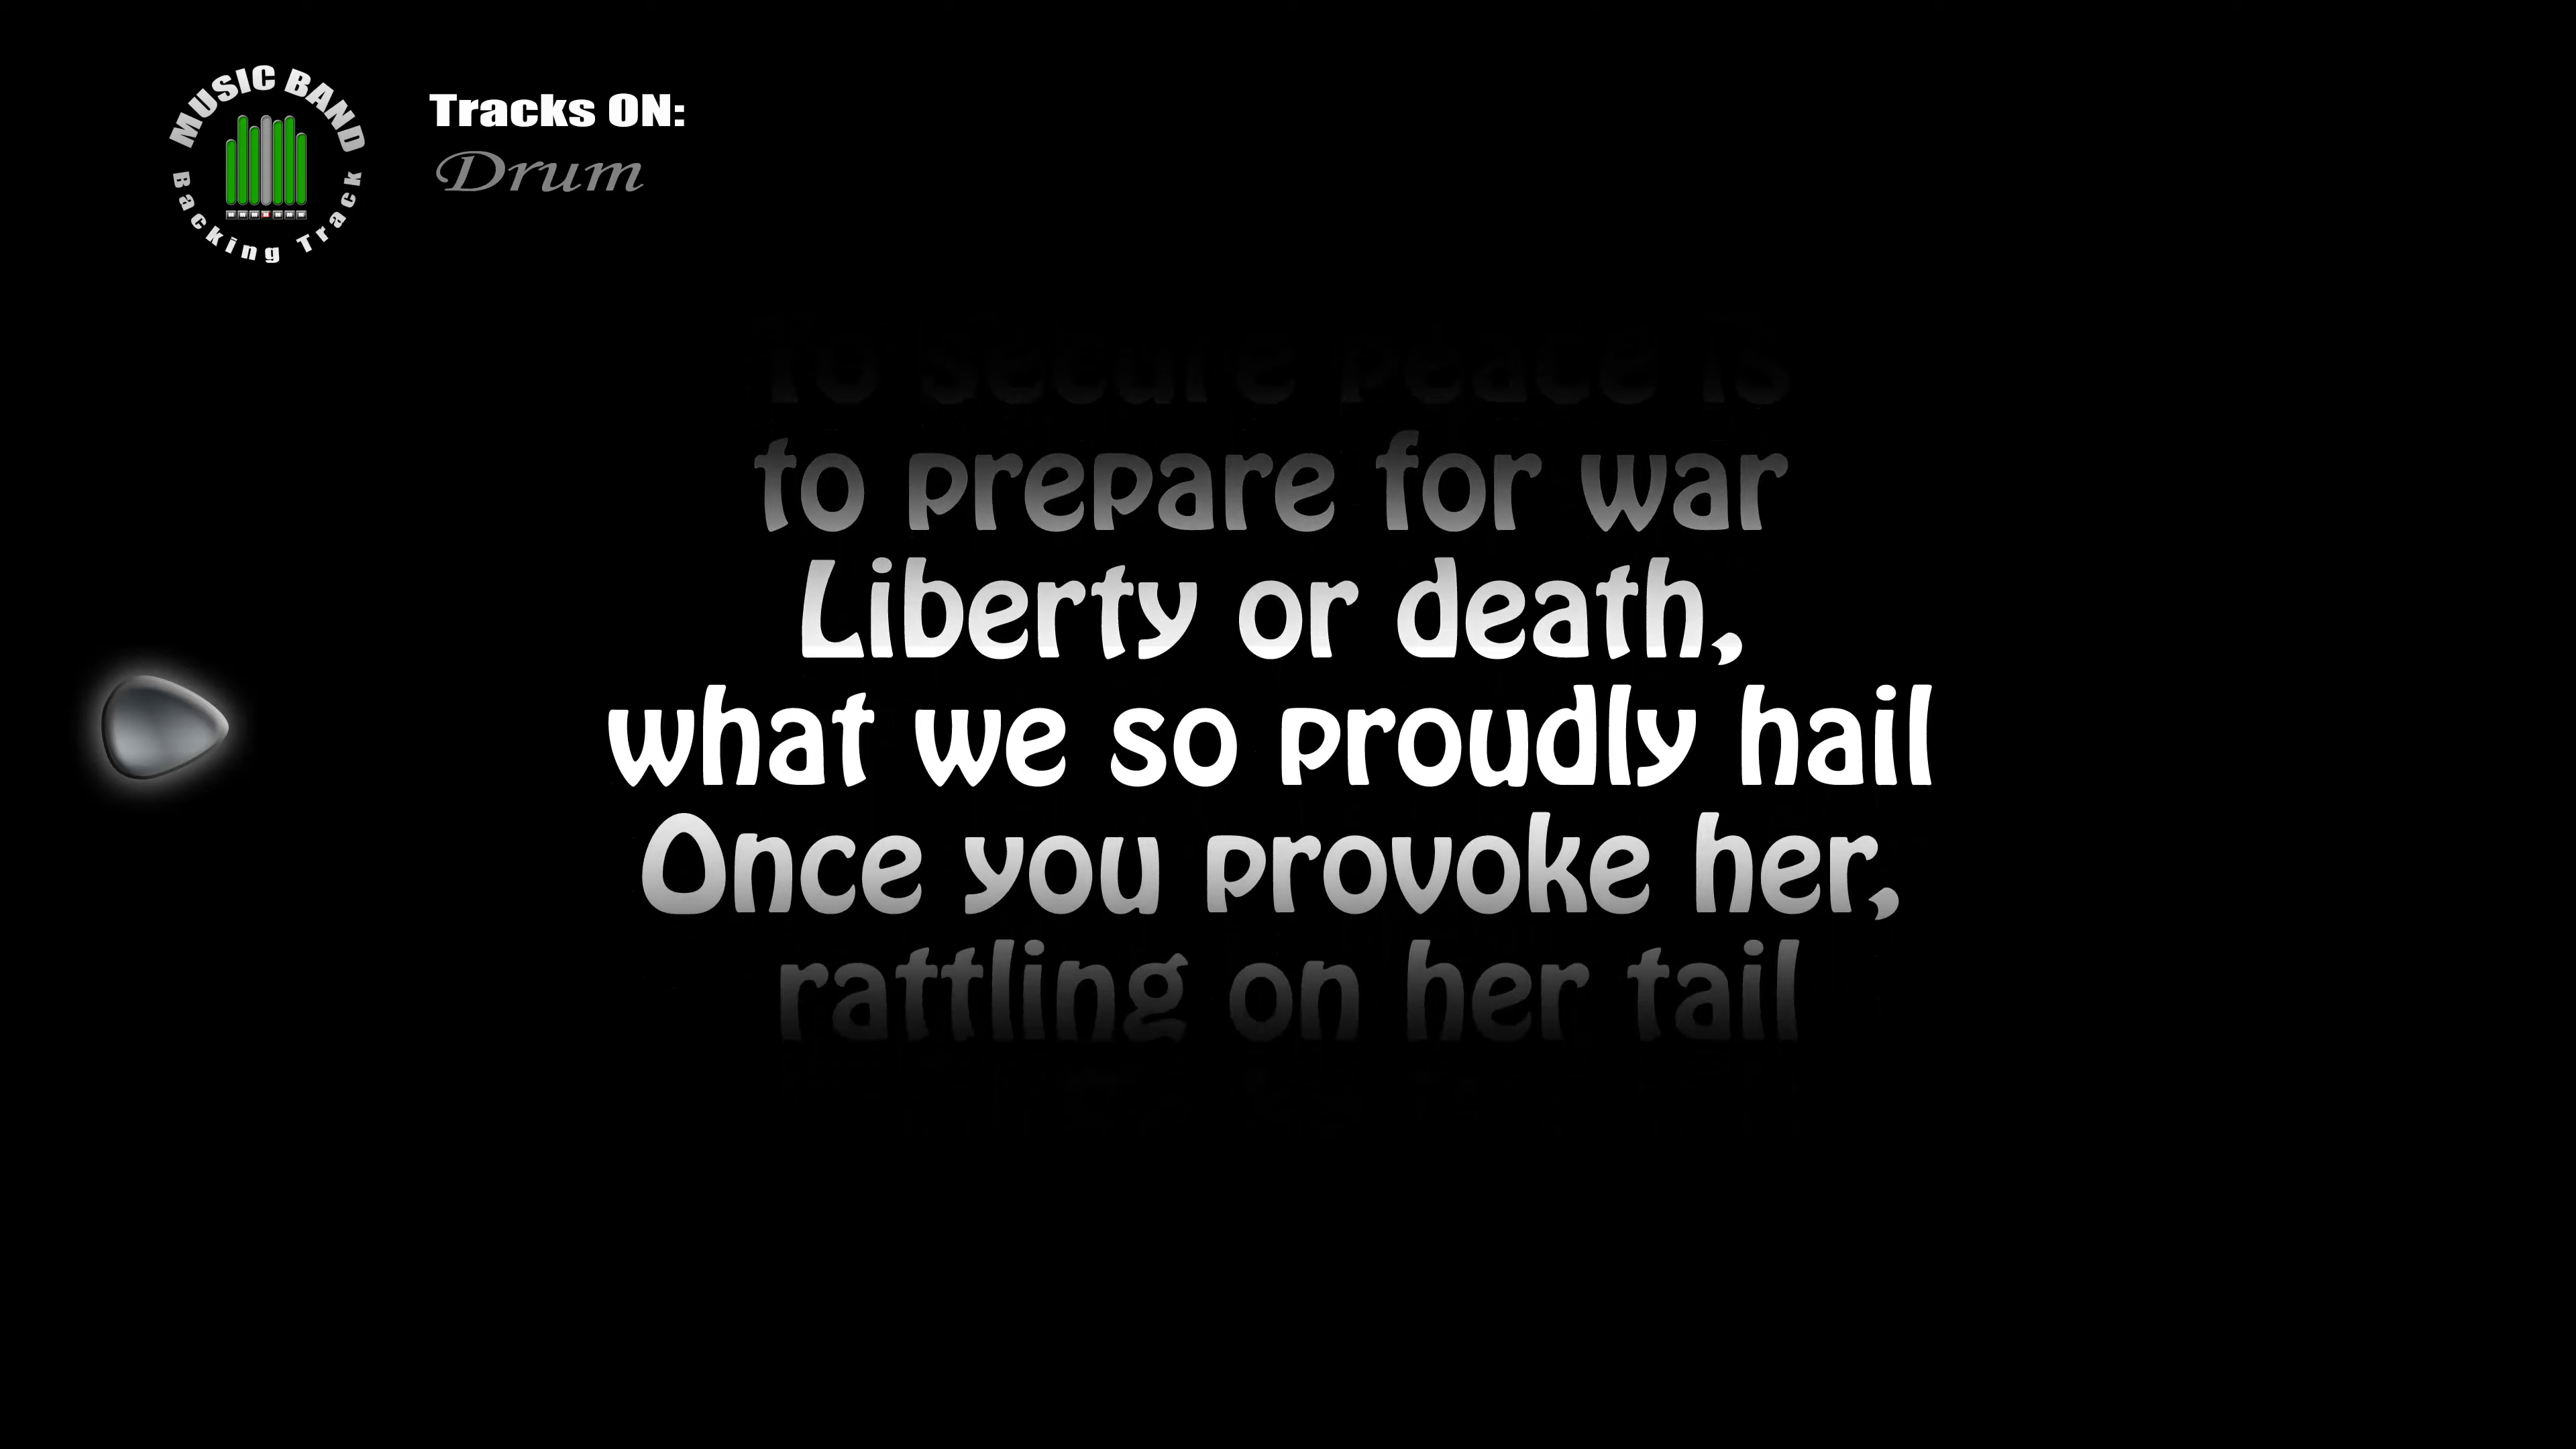 MUSIC BAND
Backing Track
Tracks ON:
Drum
To secure peace is
to prepare for war
Liberty or death,
what we so proudly hail
Once you provoke her,
rattling on her tail